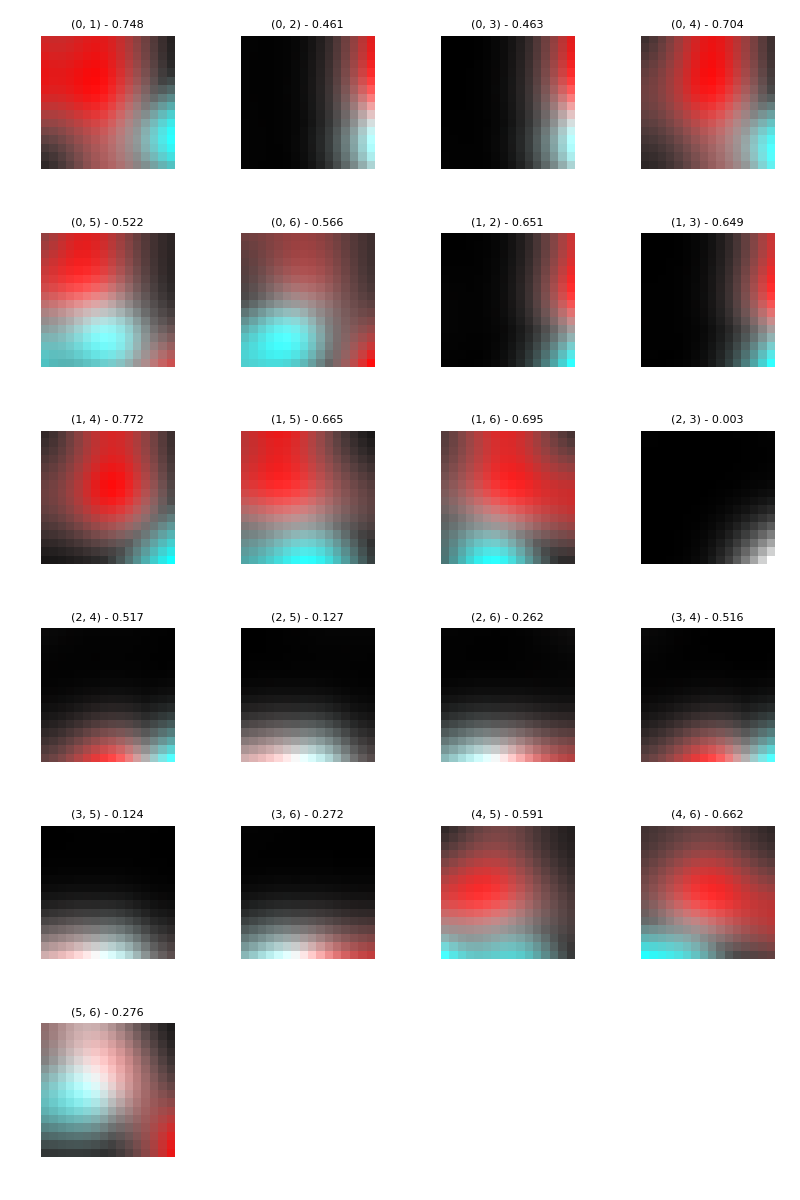 (0, 1) - 0.748 (0, 2) - 0.461 (0, 3) - 0.463 (0, 4) - 0.704
(0, 5) - 0.522 (0, 6) - 0.566 (1, 2) - 0.651 (1, 3) - 0.649
(1, 4) - 0.772 (1, 5) - 0.665 (1, 6) - 0.695 (2, 3) - 0.003
(2, 4) - 0.517 (2, 5) - 0.127 (2, 6) - 0.262 (3, 4) - 0.516
(3, 5) - 0.124 (3, 6) - 0.272 (4, 5) - 0.591 (4, 6) - 0.662
(5, 6) - 0.276